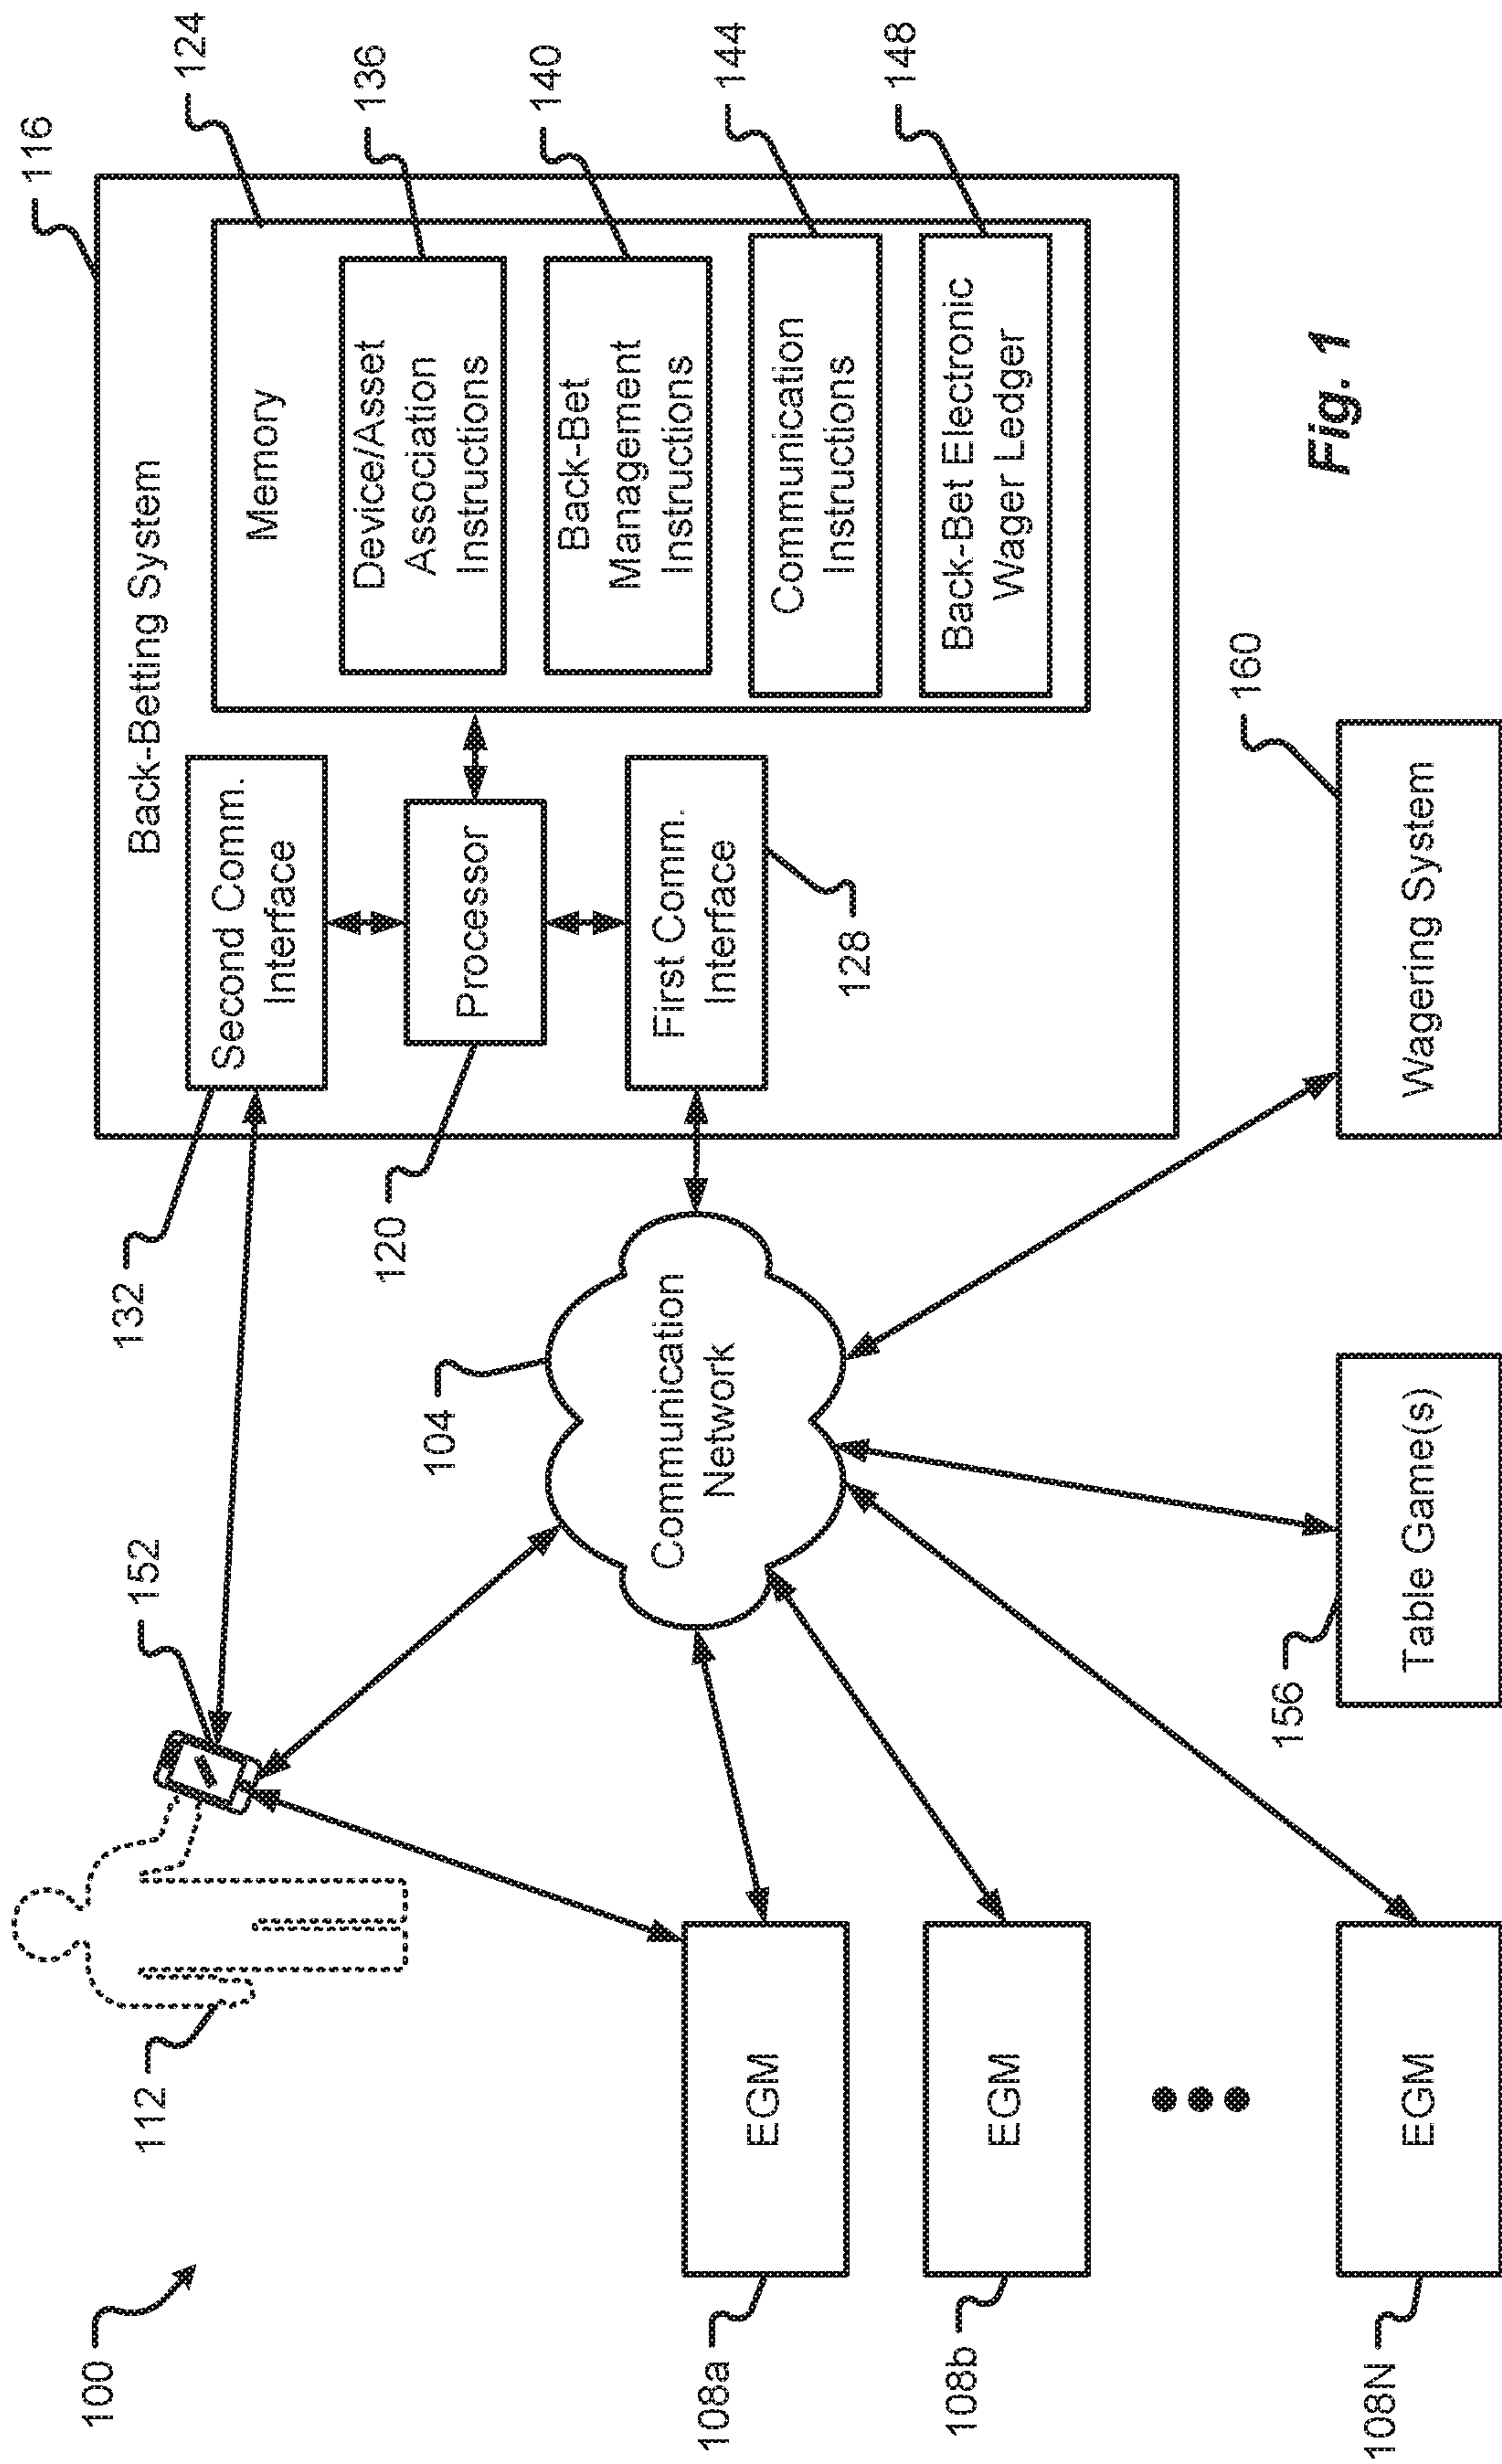 100
112
152
132
116
Back-Betting System
124
Second Comm.
Interface
Memory
136
Device/Asset
Association
Instructions
120
Processor
140
Back-Bet
Management
Instructions
104
Communication
Network
First Comm.
Interface
128
144
Communication
Instructions
148
Back-Bet Electronic
Wager Ledger
108a
EGM
108b
EGM
108N
EGM
156
Table Game(s)
160
Wagering System
Fig. 1